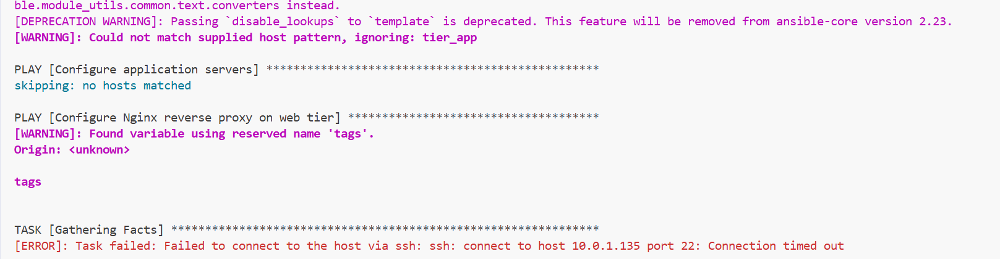 ble.module_utils.common.text.converters instead.
[DEPRECATION WARNING]: Passing `disable_lookups` to `template` is deprecated. This feature will be removed from ansible-core version 2.23.
[WARNING]: Could not match supplied host pattern, ignoring: tier_app
PLAY [Configure application servers] *************************************************
skipping: no hosts matched
PLAY [Configure Nginx reverse proxy on web tier] *************************************
[WARNING]: Found variable using reserved name 'tags'.
Origin: <unknown>
tags
TASK [Gathering Facts] ***************************************************************
[ERROR]: Task failed: Failed to connect to the host via ssh: ssh: connect to host 10.0.1.135 port 22: Connection timed out